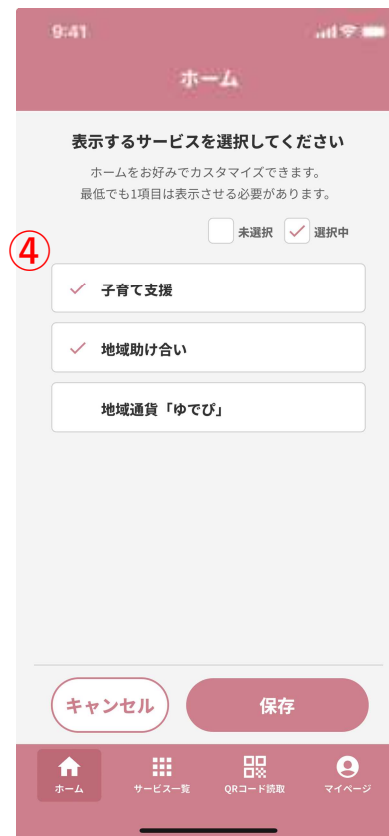 9:41
ホーム
表示するサービスを選択してください
ホームをお好みでカスタマイズできます。
最低でも1項目は表示させる必要があります。
未選択 選択中
④
子育て支援
地域助け合い
地域通貨「ゆでぴ」
キャンセル 保存
ホーム サービス一覧 QRコード読取 マイページ